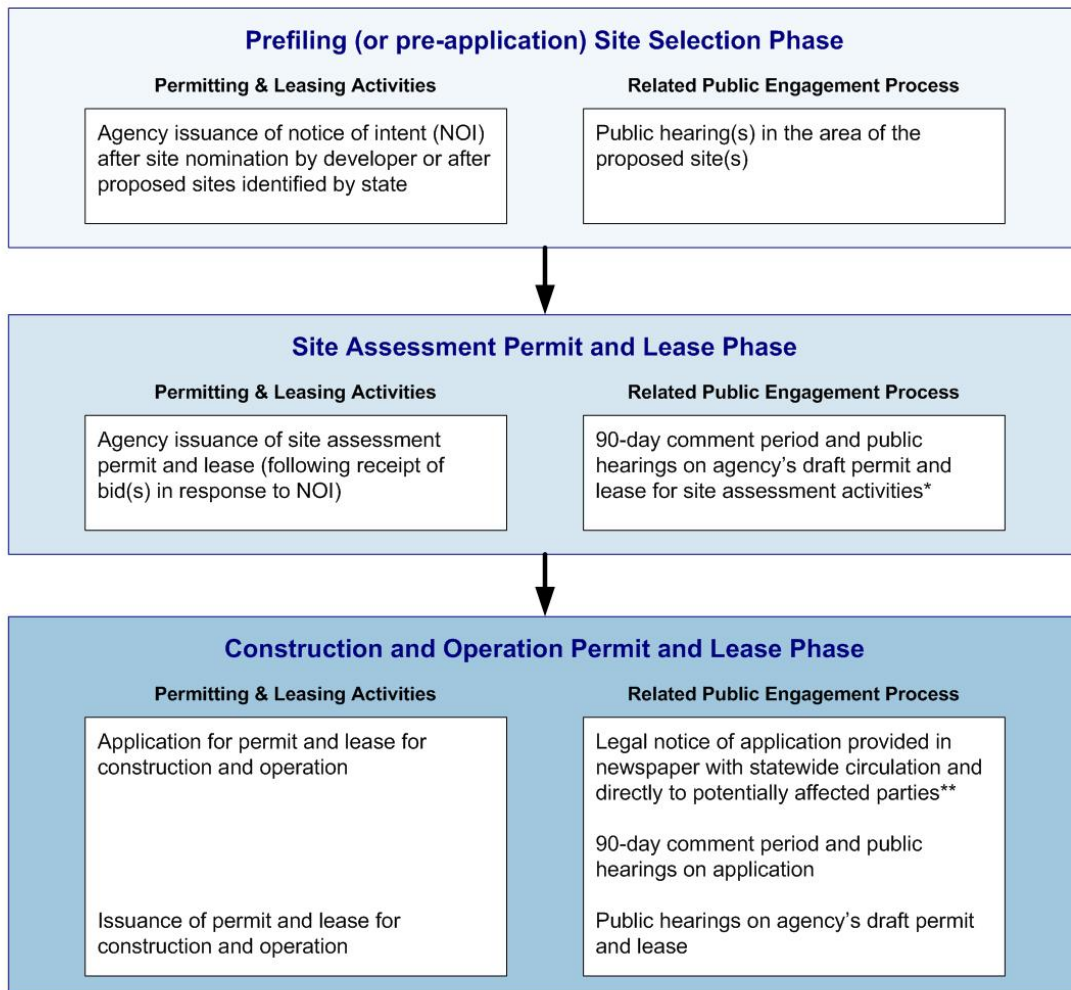 Prefiling (or pre-application) Site Selection Phase
Permitting & Leasing Activities
Agency issuance of notice of intent (NOI)
after site nomination by developer or after
proposed sites identified by state
Related Public Engagement Process
Public hearing(s) in the area of the
proposed site(s)
Site Assessment Permit and Lease Phase
Permitting & Leasing Activities
Agency issuance of site assessment
permit and lease (following receipt of
bid(s) in response to NOI)
Related Public Engagement Process
90-day comment period and public
hearings on agency’s draft permit and
lease for site assessment activities*
Construction and Operation Permit and Lease Phase
Permitting & Leasing Activities
Application for permit and lease for
construction and operation
Issuance of permit and lease for
construction and operation
Related Public Engagement Process
Legal notice of application provided in
newspaper with statewide circulation and
directly to potentially affected parties**
90-day comment period and public
hearings on application
Public hearings on agency’s draft permit
and lease